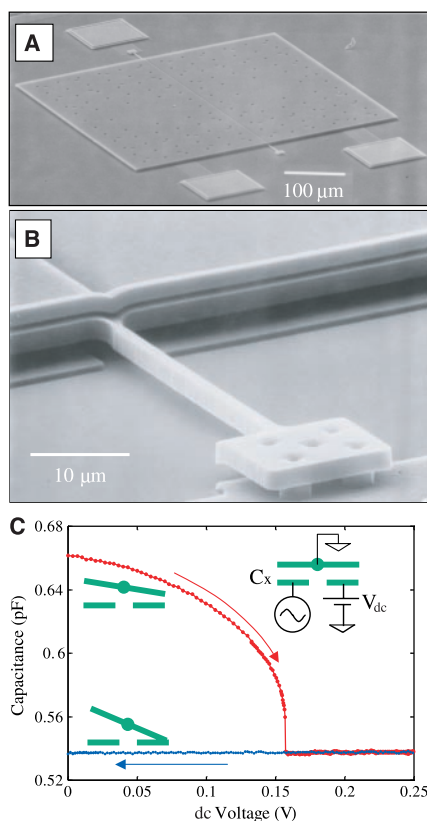 A
100 μm
B
10 μm
C
0.68
0.64
0.6
0.56
0.52
Capacitance (pF)
Cx
Vdc
0
0.05
0.1
0.15
0.2
0.25
dc Voltage (V)